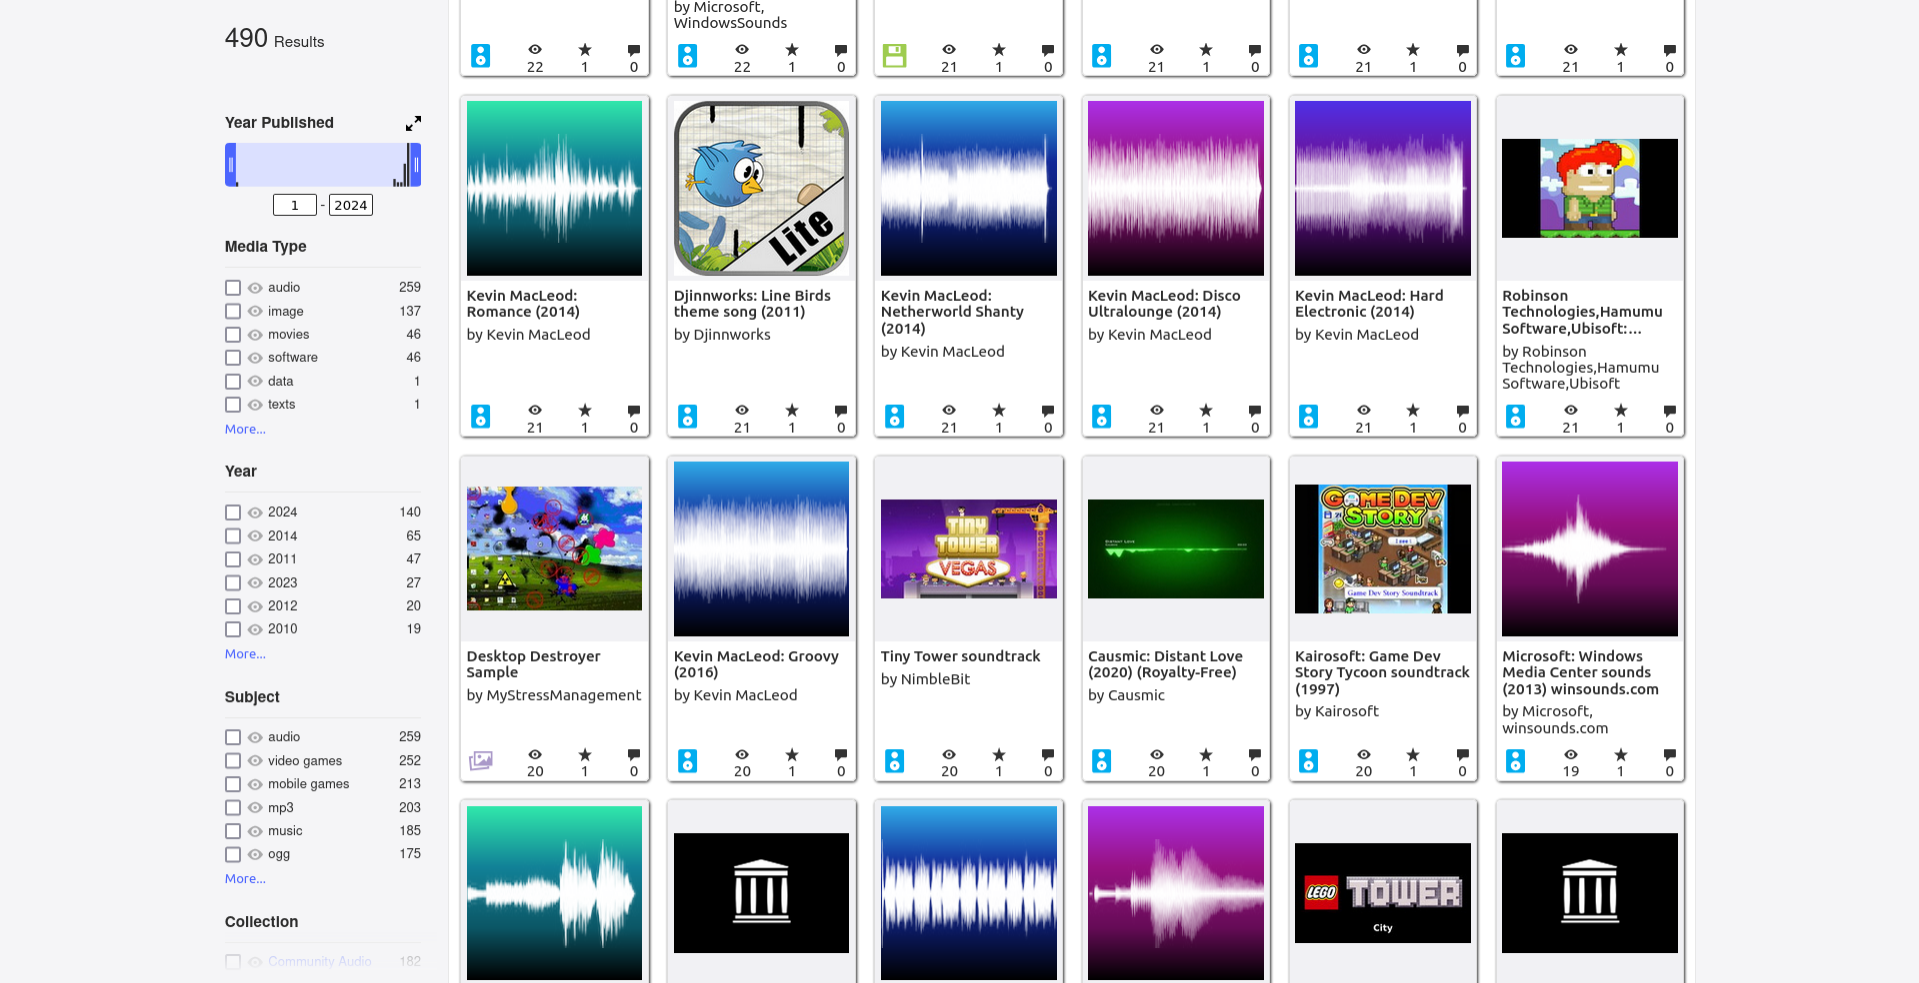 490 Results
Year Published
1 - 2024
Media Type
audio 259
image 137
movies 46
software 46
data 1
texts 1
More...
Year
2024 140
2014 65
2011 47
2023 27
2012 20
2010 19
More...
Subject
audio 259
video games 252
mobile games 213
mp3 203
music 185
ogg 175
More...
Collection
Community Audio 182
22 1 0
by Microsoft,
WindowsSounds
22 1 0
21 1 0
21 1 0
21 1 0
21 1 0
Kevin MacLeod:
Romance (2014)
by Kevin MacLeod
21 1 0
Lite
Djinnworks: Line Birds
theme song (2011)
by Djinnworks
21 1 0
Kevin MacLeod:
Netherworld Shanty
(2014)
by Kevin MacLeod
21 1 0
Kevin MacLeod: Disco
Ultralounge (2014)
by Kevin MacLeod
21 1 0
Kevin MacLeod: Hard
Electronic (2014)
by Kevin MacLeod
21 1 0
Robinson
Technologies,Hamumu
Software,Ubisoft:...
by Robinson
Technologies,Hamumu
Software,Ubisoft
21 1 0
Desktop Destroyer
Sample
by MyStressManagement
20 1 0
Kevin MacLeod: Groovy
(2016)
by Kevin MacLeod
20 1 0
TINY
TOWER
VEGAS
Tiny Tower soundtrack
by NimbleBit
20 1 0
DISTANT LOVE
Causmic: Distant Love
(2020) (Royalty-Free)
by Causmic
20 1 0
GAME DEV
STORY
Game Dev Story Soundtrack
Kairosoft: Game Dev
Story Tycoon soundtrack
(1997)
by Kairosoft
20 1 0
Microsoft: Windows
Media Center sounds
(2013) winsounds.com
by Microsoft,
winsounds.com
19 1 0
LEGO TOWER
City